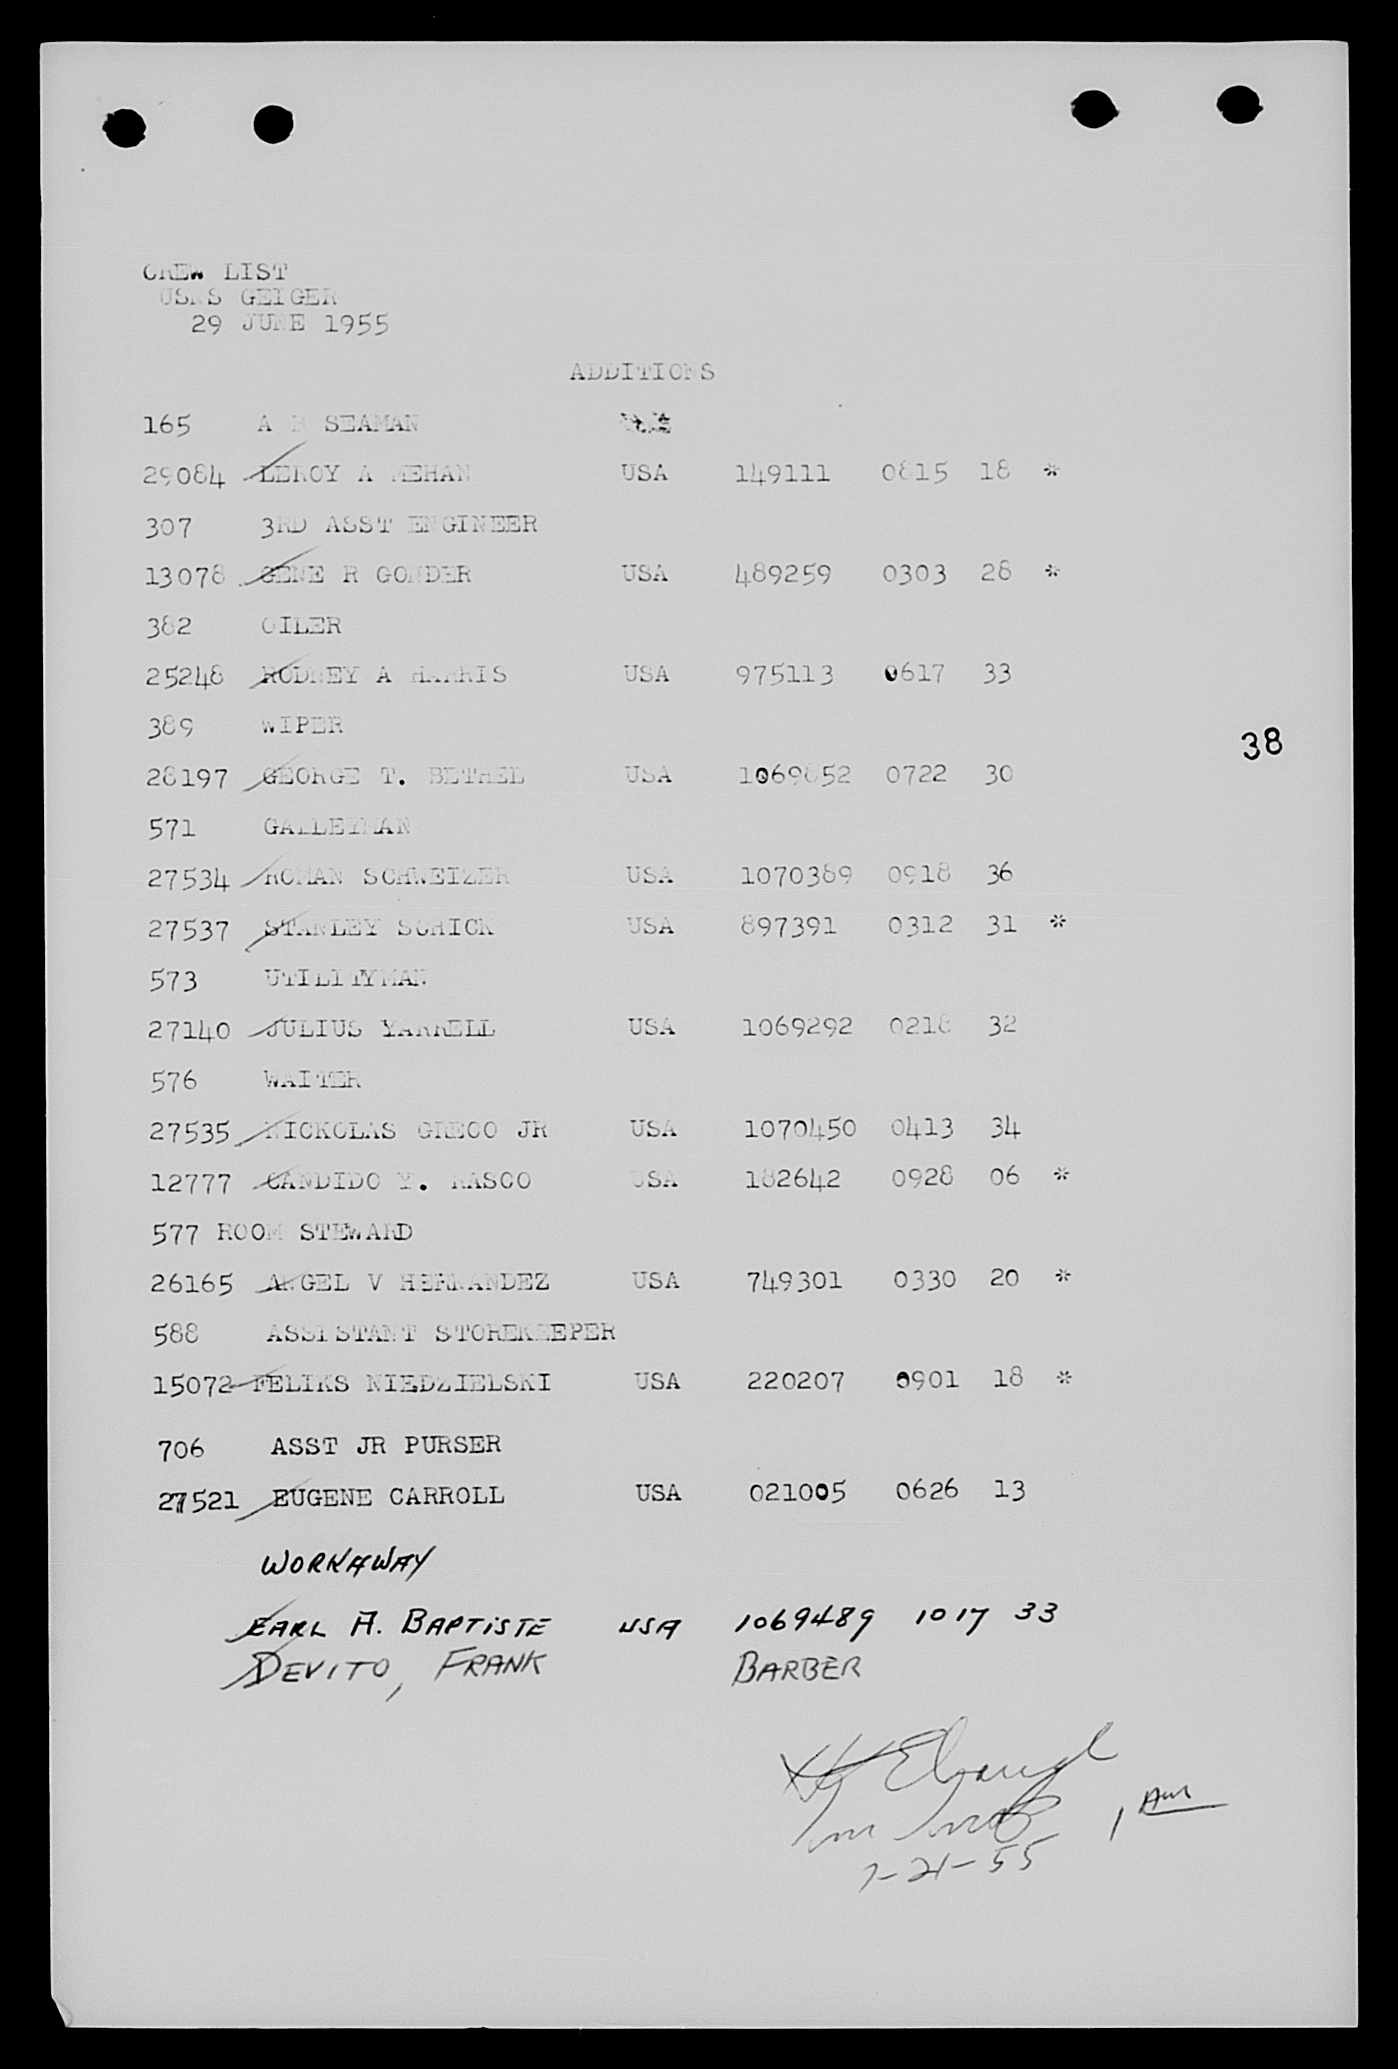 CREW LIST
USNS GEIGER
29 JUNE 1955
ADDITIONS
165 A B SEAMAN
29084 LEROY A MEHAN USA 149111 0815 18 *
307 3RD ASST ENGINEER
13078 GENE R GONDER USA 489259 0303 28 *
382 OILER
25248 RODNEY A HARRIS USA 975113 0617 33
389 WIPER
38
28197 GEORGE T. BETHEL USA 1069852 0722 30
571 GALLEYMAN
27534 ROMAN SCHWEIZER USA 1070389 0918 36
27537 STANLEY SCHICK USA 897391 0312 31 *
573 UTILITYMAN
27140 JULIUS YARRELL USA 1069292 0218 32
576 WAITER
27535 NICKOLAS GRECO JR USA 1070450 0413 34
12777 CANDIDO Y. RASCO USA 182642 0928 06 *
577 ROOM STEWARD
26165 ANGEL V HERNANDEZ USA 749301 0330 20 *
588 ASSISTANT STOREKEEPER
15072 FELIKS NIEDZIELSKI USA 220207 0901 18 *
706 ASST JR PURSER
27521 EUGENE CARROLL USA 021005 0626 13
WORKAWAY
EARL A. BAPTISTE USA 1069489 1017 33
DEVITO, FRANK BARBER
7-21-55